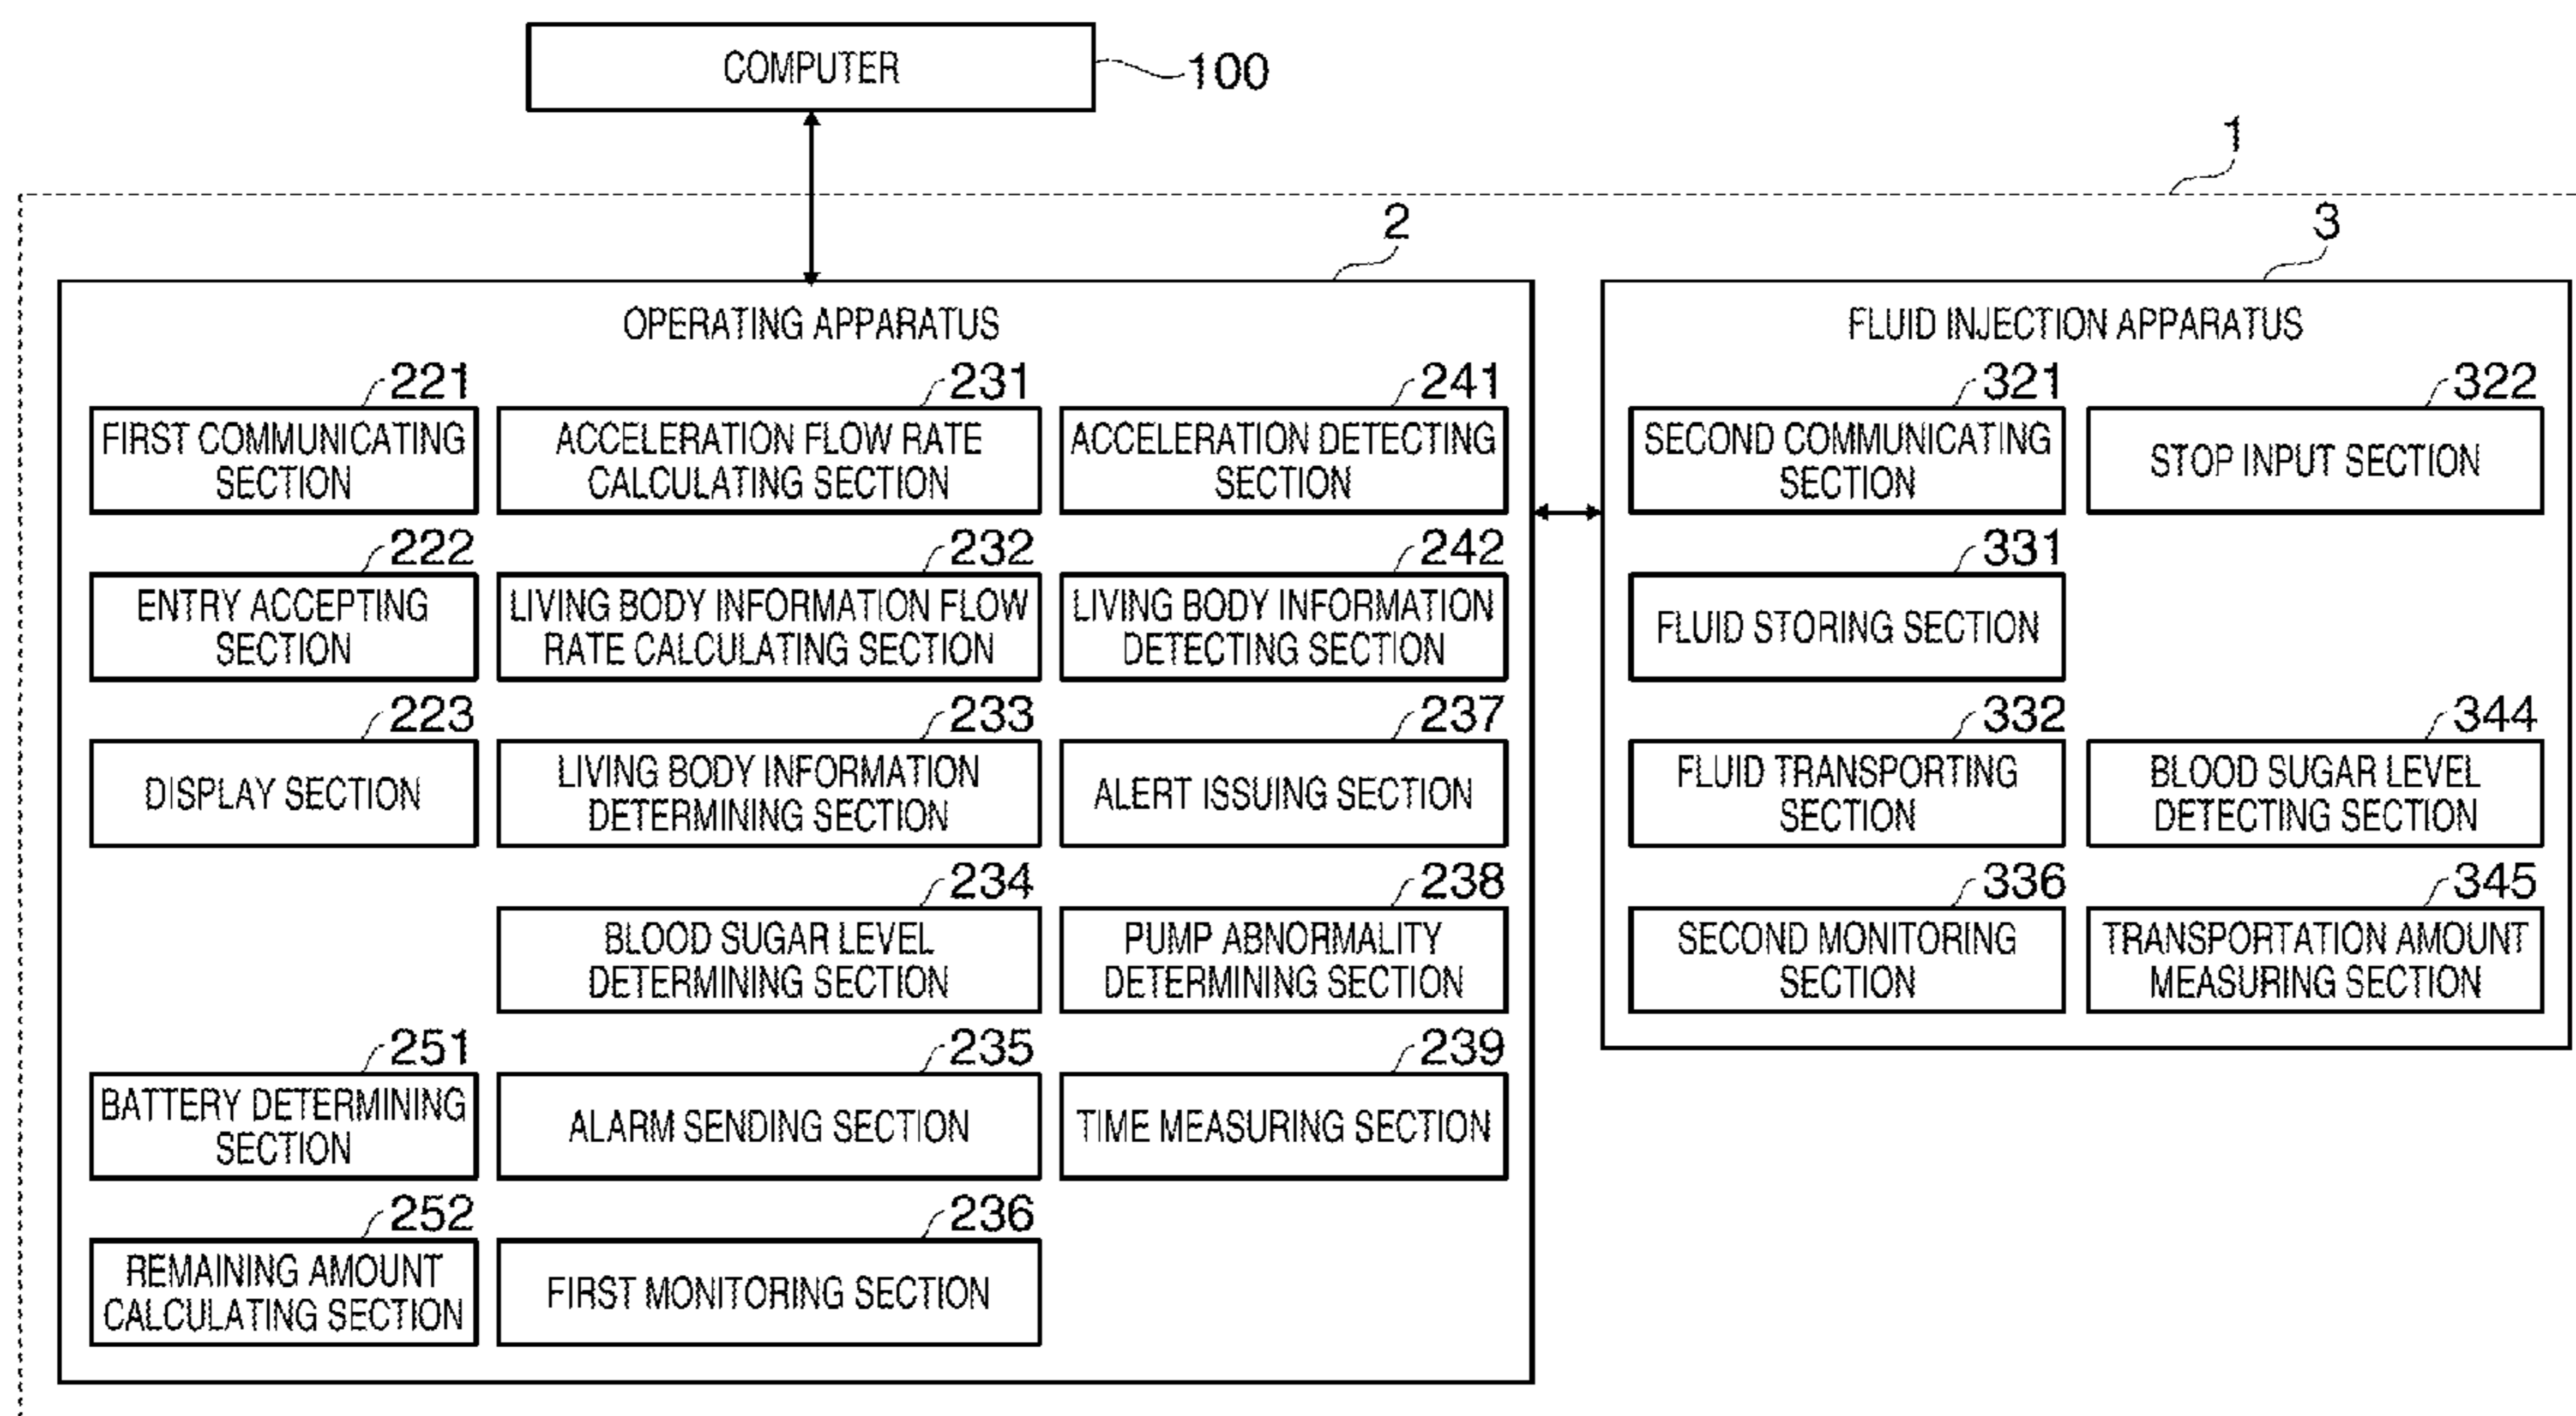 COMPUTER
100
1
2
3
OPERATING APPARATUS
221
FIRST COMMUNICATING
SECTION
231
ACCELERATION FLOW RATE
CALCULATING SECTION
241
ACCELERATION DETECTING
SECTION
222
ENTRY ACCEPTING
SECTION
232
LIVING BODY INFORMATION FLOW
RATE CALCULATING SECTION
242
LIVING BODY INFORMATION
DETECTING SECTION
223
DISPLAY SECTION
233
LIVING BODY INFORMATION
DETERMINING SECTION
237
ALERT ISSUING SECTION
234
BLOOD SUGAR LEVEL
DETERMINING SECTION
238
PUMP ABNORMALITY
DETERMINING SECTION
251
BATTERY DETERMINING
SECTION
235
ALARM SENDING SECTION
239
TIME MEASURING SECTION
252
REMAINING AMOUNT
CALCULATING SECTION
236
FIRST MONITORING SECTION
FLUID INJECTION APPARATUS
321
SECOND COMMUNICATING
SECTION
322
STOP INPUT SECTION
331
FLUID STORING SECTION
332
FLUID TRANSPORTING
SECTION
344
BLOOD SUGAR LEVEL
DETECTING SECTION
336
SECOND MONITORING
SECTION
345
TRANSPORTATION AMOUNT
MEASURING SECTION